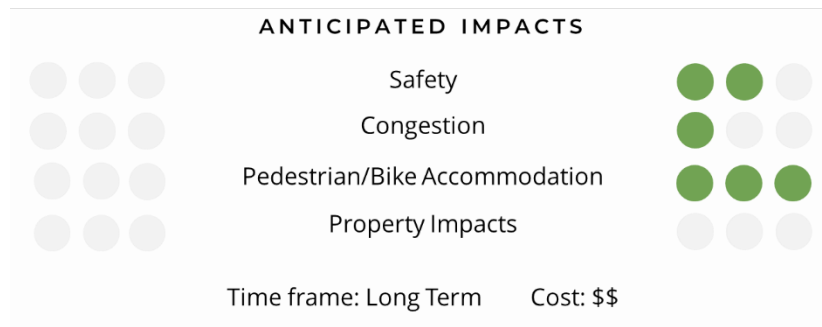 ANTICIPATED IMPACTS
Safety
Congestion
Pedestrian/Bike Accommodation
Property Impacts
Time frame: Long Term Cost: $$